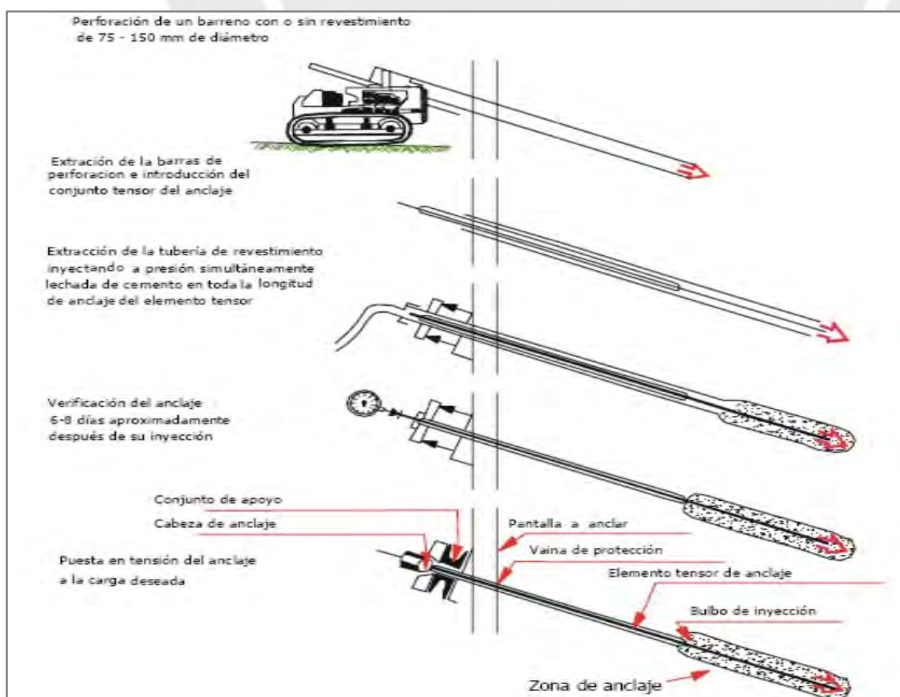 Perforación de un barreno con o sin revestimiento
de 75 - 150 mm de diámetro
Extración de la barras de
perforacion e introducción del
conjunto tensor del anclaje
Extracción de la tubería de revestimiento
inyectando a presión simultáneamente
lechada de cemento en toda la longitud
de anclaje del elemento tensor
Verificación del anclaje
6-8 días aproximadamente
después de su inyección
Conjunto de apoyo
Cabeza de anclaje
Puesta en tensión del anclaje
a la carga deseada
Pantalla a anclar
Vaina de protección
Elemento tensor de anclaje
Bulbo de inyección
Zona de anclaje